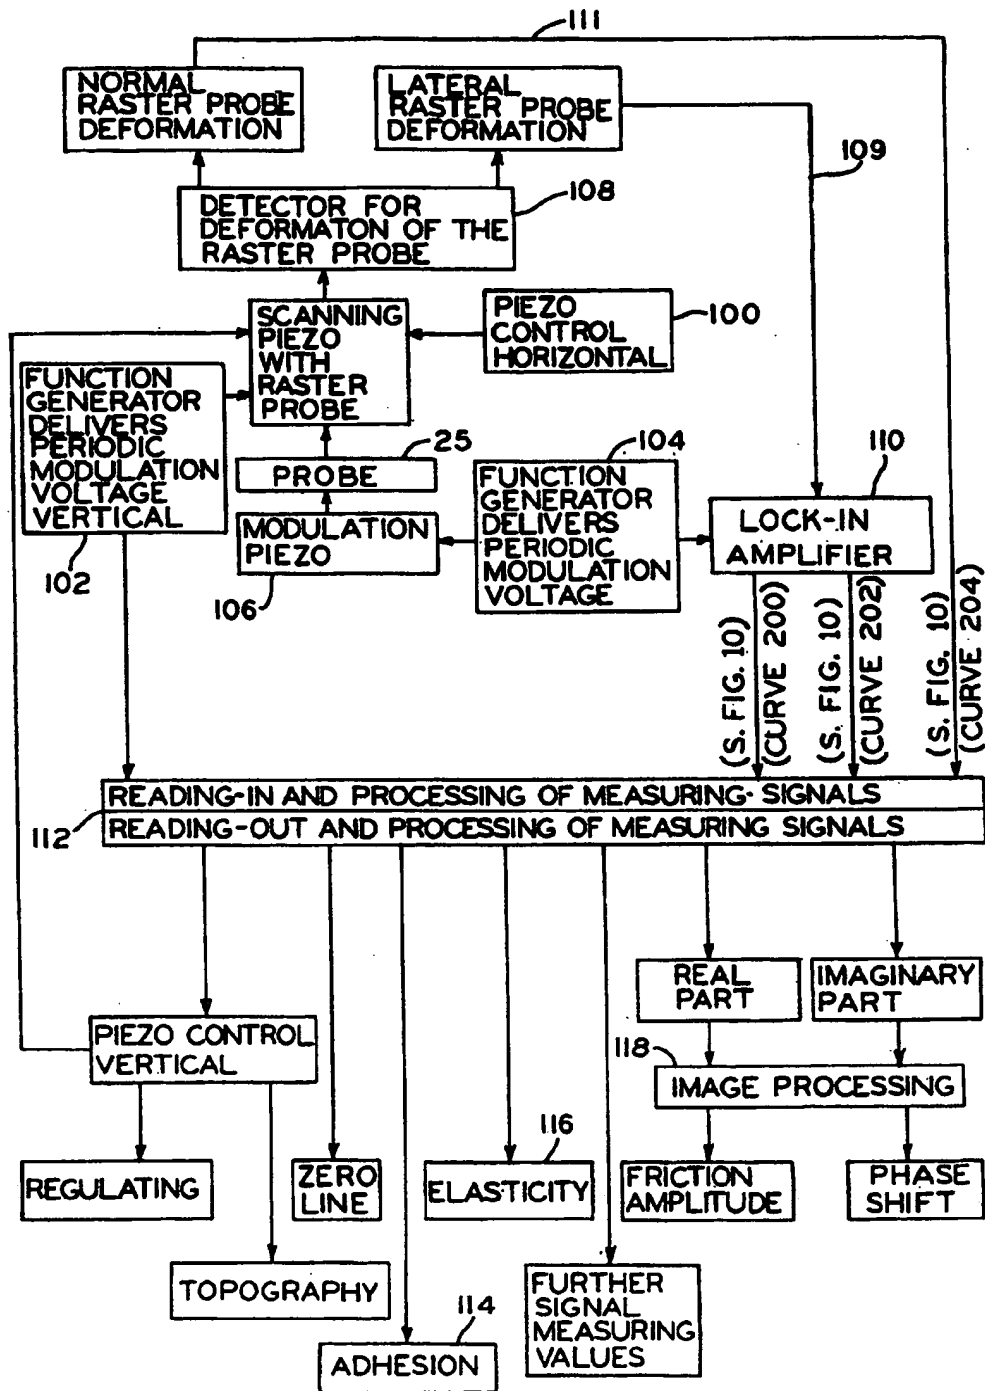 111
NORMAL
RASTER PROBE
DEFORMATION
LATERAL
RASTER PROBE
DEFORMATION
109
108
DETECTOR FOR
DEFORMATON OF THE
RASTER PROBE
SCANNING
PIEZO
WITH
RASTER
PROBE
PIEZO
CONTROL
HORIZONTAL
100
FUNCTION
GENERATOR
DELIVERS
PERIODIC
MODULATION
VOLTAGE
VERTICAL
102
25
PROBE
MODULATION
PIEZO
106
104
FUNCTION
GENERATOR
DELIVERS
PERIODIC
MODULATION
VOLTAGE
110
LOCK-IN
AMPLIFIER
(S. FIG. 10)
(CURVE 200)
(S. FIG. 10)
(CURVE 202)
(S. FIG. 10)
(CURVE 204)
READING-IN AND PROCESSING OF MEASURING- SIGNALS
112
READING-OUT AND PROCESSING OF MEASURING SIGNALS
REAL
PART
IMAGINARY
PART
PIEZO CONTROL
VERTICAL
118
IMAGE PROCESSING
REGULATING
ZERO
LINE
116
ELASTICITY
FRICTION
AMPLITUDE
PHASE
SHIFT
TOPOGRAPHY
FURTHER
SIGNAL
MEASURING
VALUES
114
ADHESION